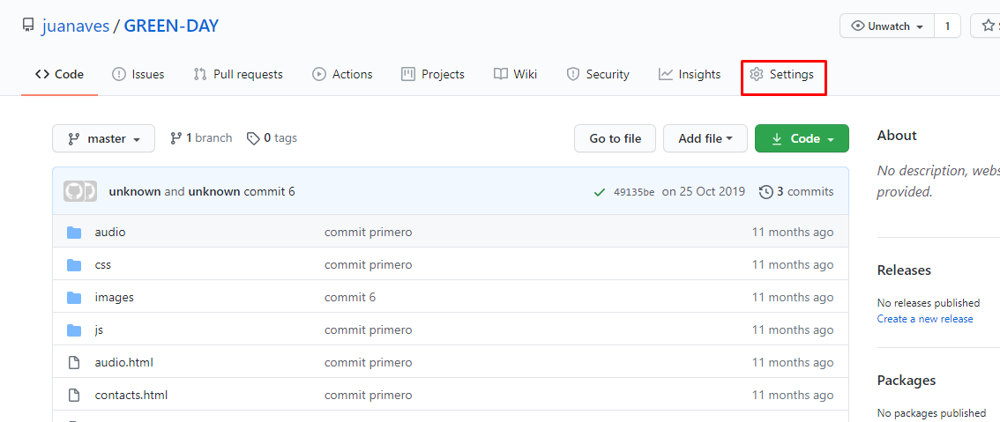 juanaves / GREEN-DAY
Unwatch 1
Code Issues Pull requests Actions Projects Wiki Security Insights Settings
master 1 branch 0 tags Go to file Add file Code
unknown and unknown commit 6 49135be on 25 Oct 2019 3 commits
audio commit primero 11 months ago
css commit primero 11 months ago
images commit 6 11 months ago
js commit primero 11 months ago
audio.html commit primero 11 months ago
contacts.html commit primero 11 months ago
About
No description, webs
provided.
Releases
No releases published
Create a new release
Packages
No packages published